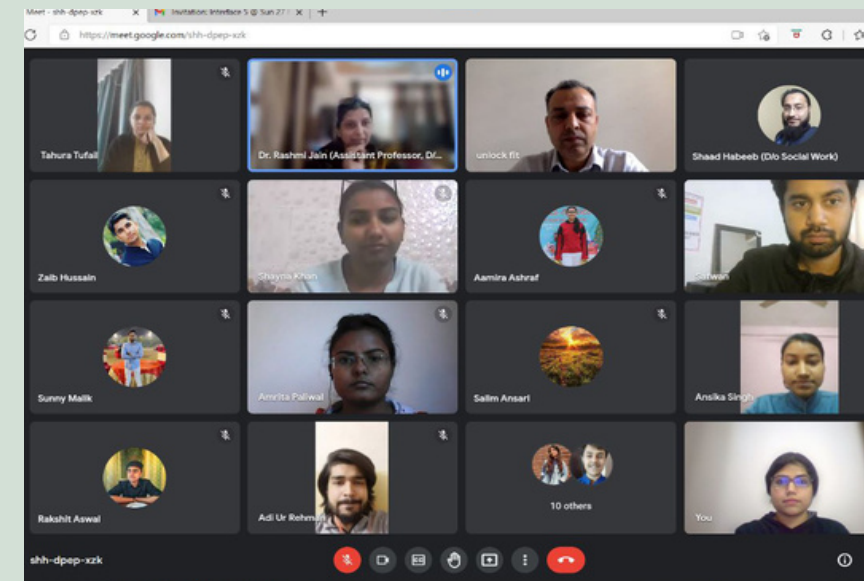 Meet - shh-dpep-xzk
Invitation: Interface 5 @ Sun 27
https://meet.google.com/shh-dpep-xzk
Tahura Tufail
Dr. Rashmi Jain (Assistant Professor, D/...
unlock fit
Shaad Habeeb (D/o Social Work)
Zaib Hussain
Shayna Khan
Aamira Ashraf
Safwan
Sunny Malik
Amrita Paliwal
Salim Ansari
Ansika Singh
Rakshit Aswal
Adi Ur Rehman
10 others
You
shh-dpep-xzk